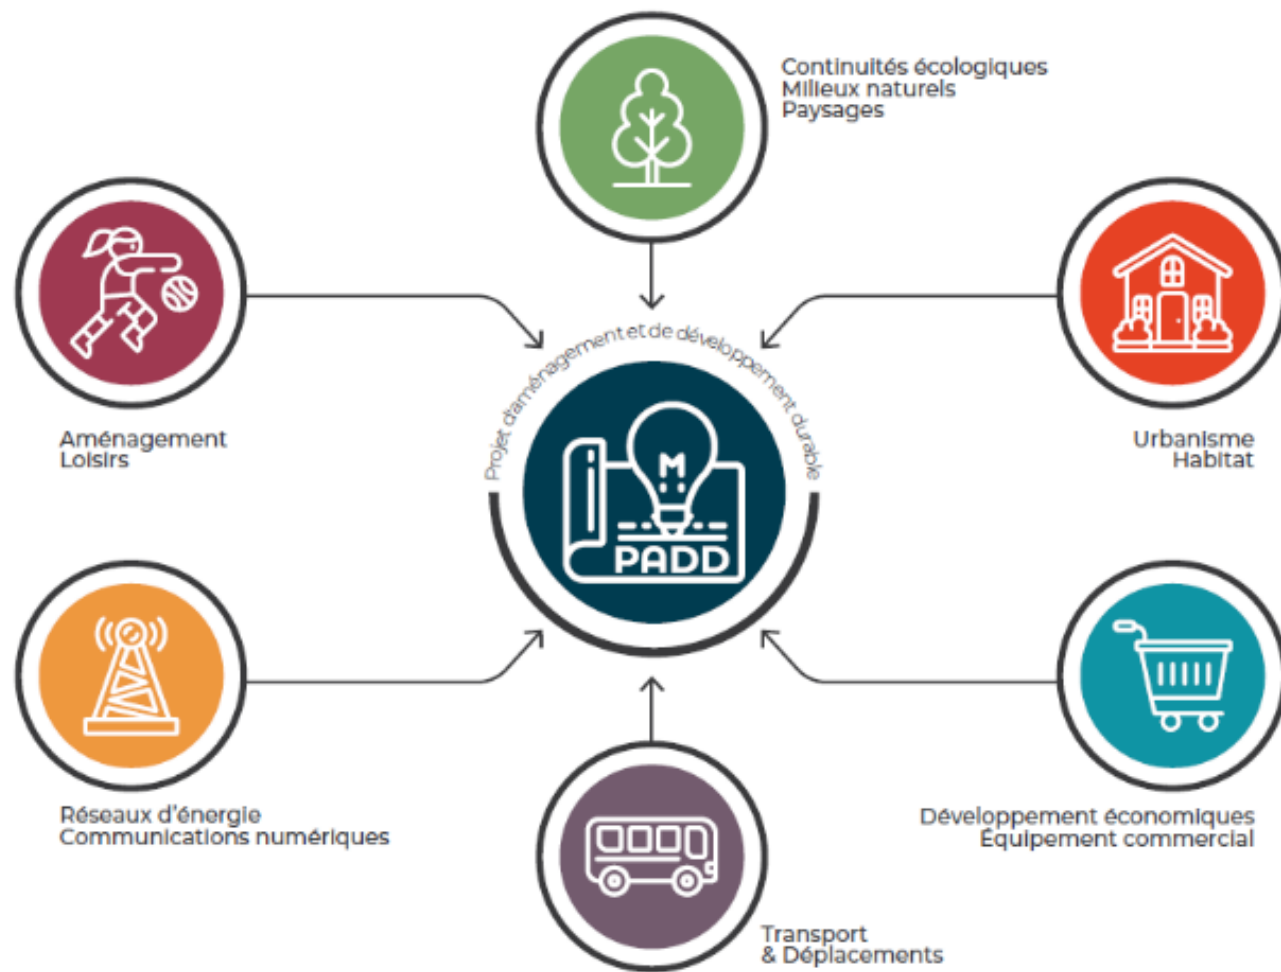 Continuités écologiques
Milieux naturels
Paysages
Aménagement
Loisirs
Projet d'aménagement et de développement durable
M
PADD
Urbanisme
Habitat
Réseaux d'énergie
Communications numériques
Développement économiques
Équipement commercial
Transport
& Déplacements